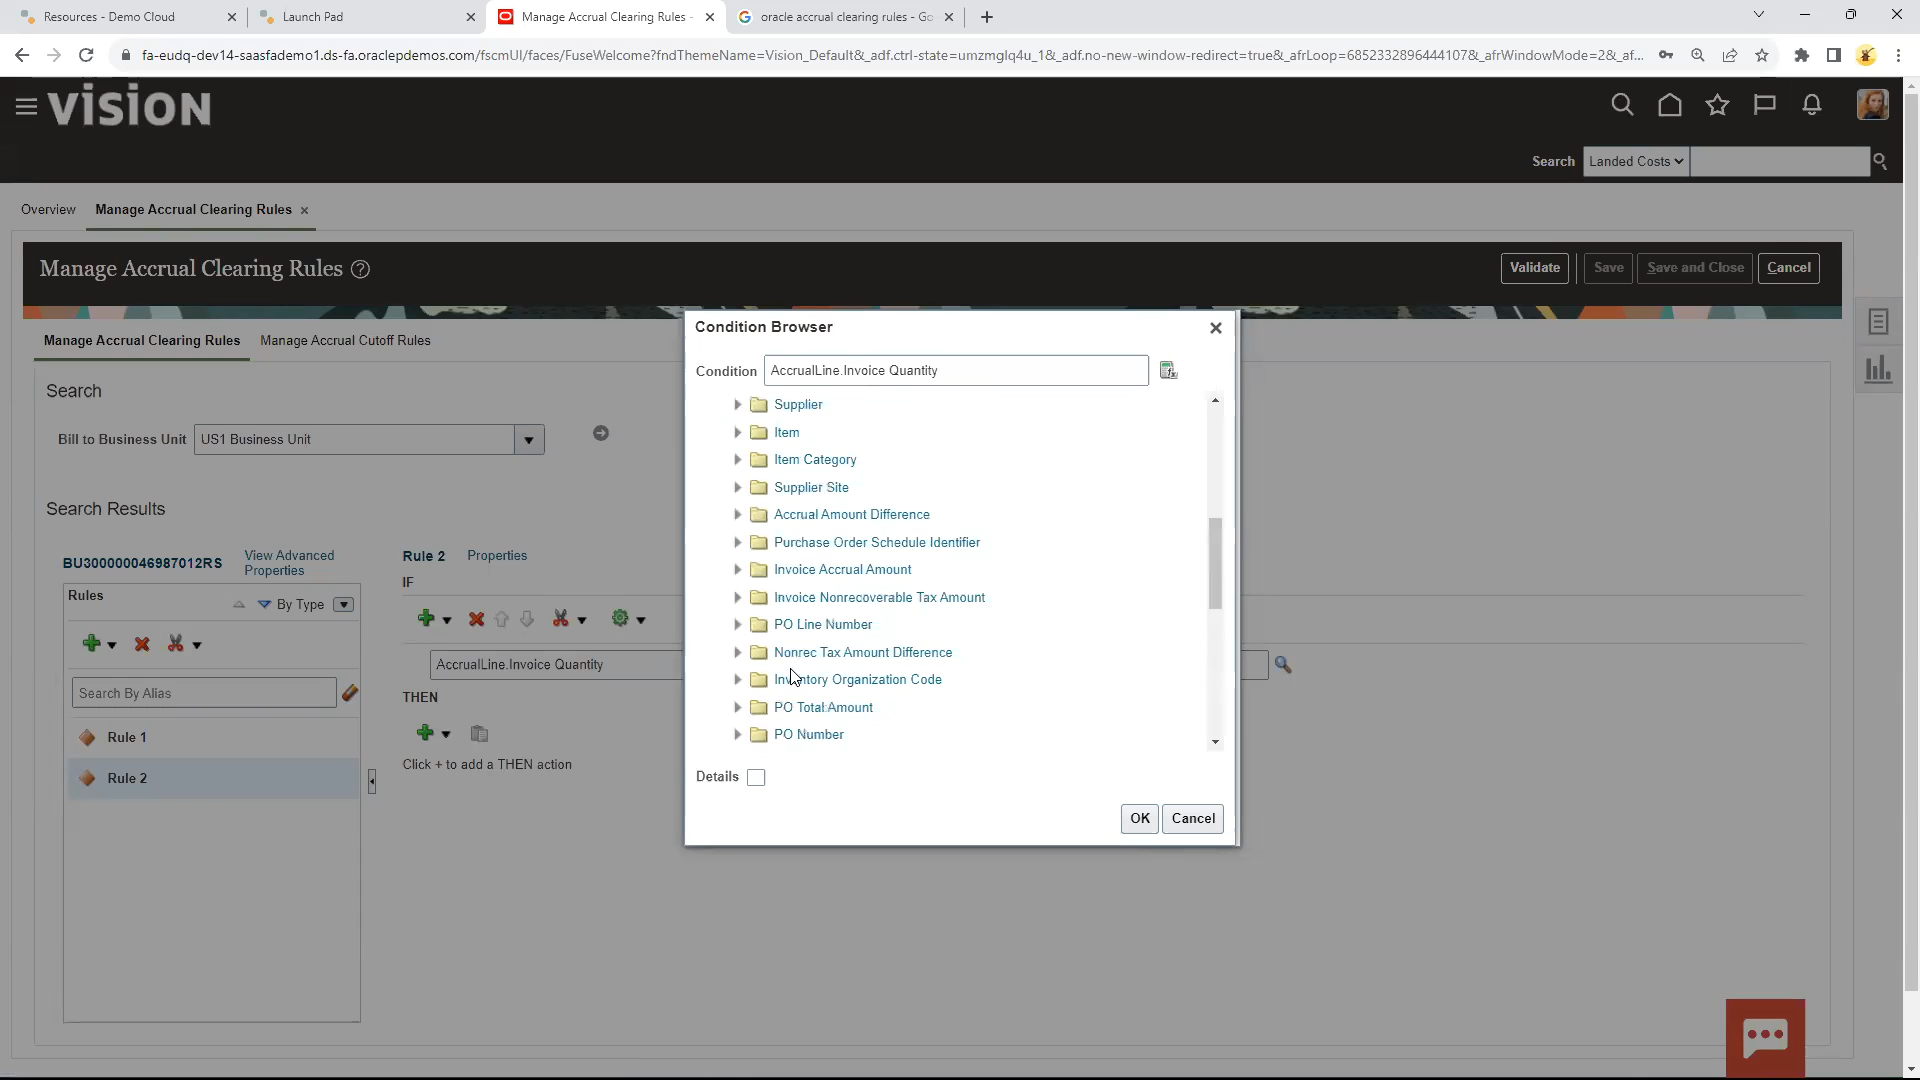 Resources - Demo Cloud
Launch Pad
Manage Accrual Clearing Rules -
oracle accrual clearing rules - Go
fa-eudq-dev14-saasfademo1.ds-fa.oraclepdemos.com/fscmUI/faces/FuseWelcome?fndThemeName=Vision_Default&_adf.ctrl-state=umzmglq4u_1&_adf.no-new-window-redirect=true&_afrLoop=6852332896444107&_afrWindowMode=2&_af...
vision
Search Landed Costs
Overview Manage Accrual Clearing Rules
Manage Accrual Clearing Rules
Validate Save Save and Close Cancel
Manage Accrual Clearing Rules Manage Accrual Cutoff Rules
Search
Bill to Business Unit US1 Business Unit
Search Results
BU300000046987012RS View Advanced Properties
Rules
By Type
Search By Alias
Rule 1
Rule 2
Rule 2 Properties
IF
AccrualLine.Invoice Quantity
THEN
Click + to add a THEN action
Condition Browser
Condition AccrualLine.Invoice Quantity
Supplier
Item
Item Category
Supplier Site
Accrual Amount Difference
Purchase Order Schedule Identifier
Invoice Accrual Amount
Invoice Nonrecoverable Tax Amount
PO Line Number
Nonrec Tax Amount Difference
Inventory Organization Code
PO Total Amount
PO Number
Details
OK Cancel